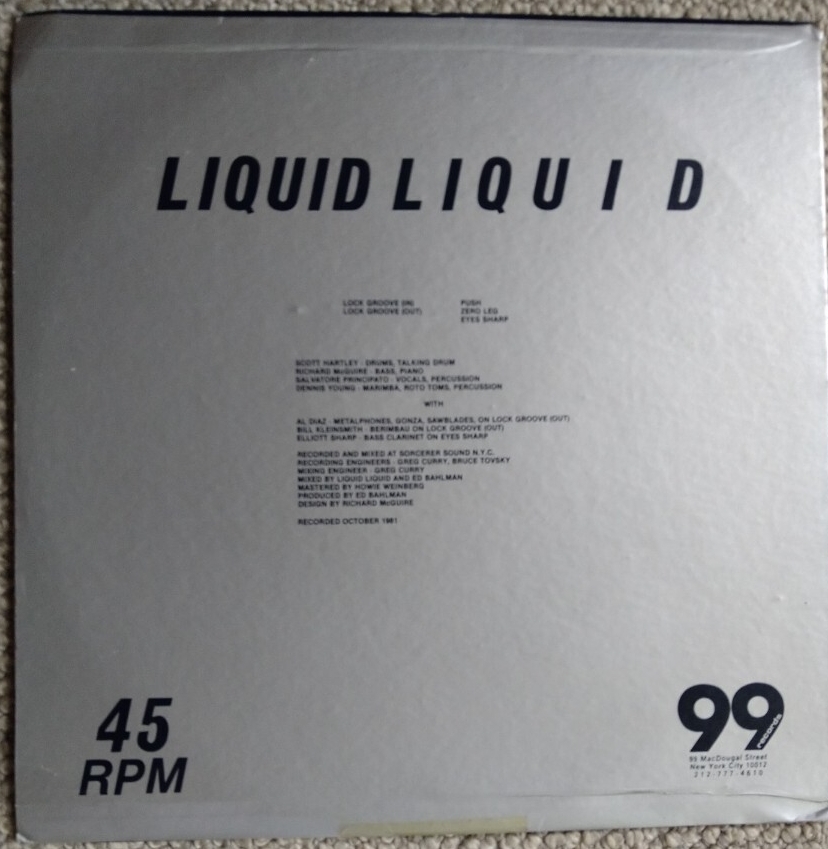 LIQUID LIQUID
LOCK GROOVE (IN) PUSH
LOCK GROOVE (OUT) ZERO LEG
EYES SHARP
SCOTT HARTLEY - DRUMS, TALKING DRUM
RICHARD McGUIRE - BASS, PIANO
SALVATORE PRINCIPATO - VOCALS, PERCUSSION
DENNIS YOUNG - MARIMBA, ROTO TOMS, PERCUSSION
WITH
AL DIAZ - METALPHONES, GONZA, SAWBLADES, ON LOCK GROOVE (OUT)
BILL KLEINSMITH - BERIMBAU ON LOCK GROOVE (OUT)
ELLIOTT SHARP - BASS CLARINET ON EYES SHARP
RECORDED AND MIXED AT SORCERER SOUND N.Y.C.
RECORDING ENGINEERS - GREG CURRY, BRUCE TOVSKY
MIXING ENGINEER - GREG CURRY
MIXED BY LIQUID LIQUID AND ED BAHLMAN
MASTERED BY HOWIE WEINBERG
PRODUCED BY ED BAHLMAN
DESIGN BY RICHARD McGUIRE
RECORDED OCTOBER 1981
45
RPM
99
records
99 MacDougal Street
New York City 10012
212-777-4610